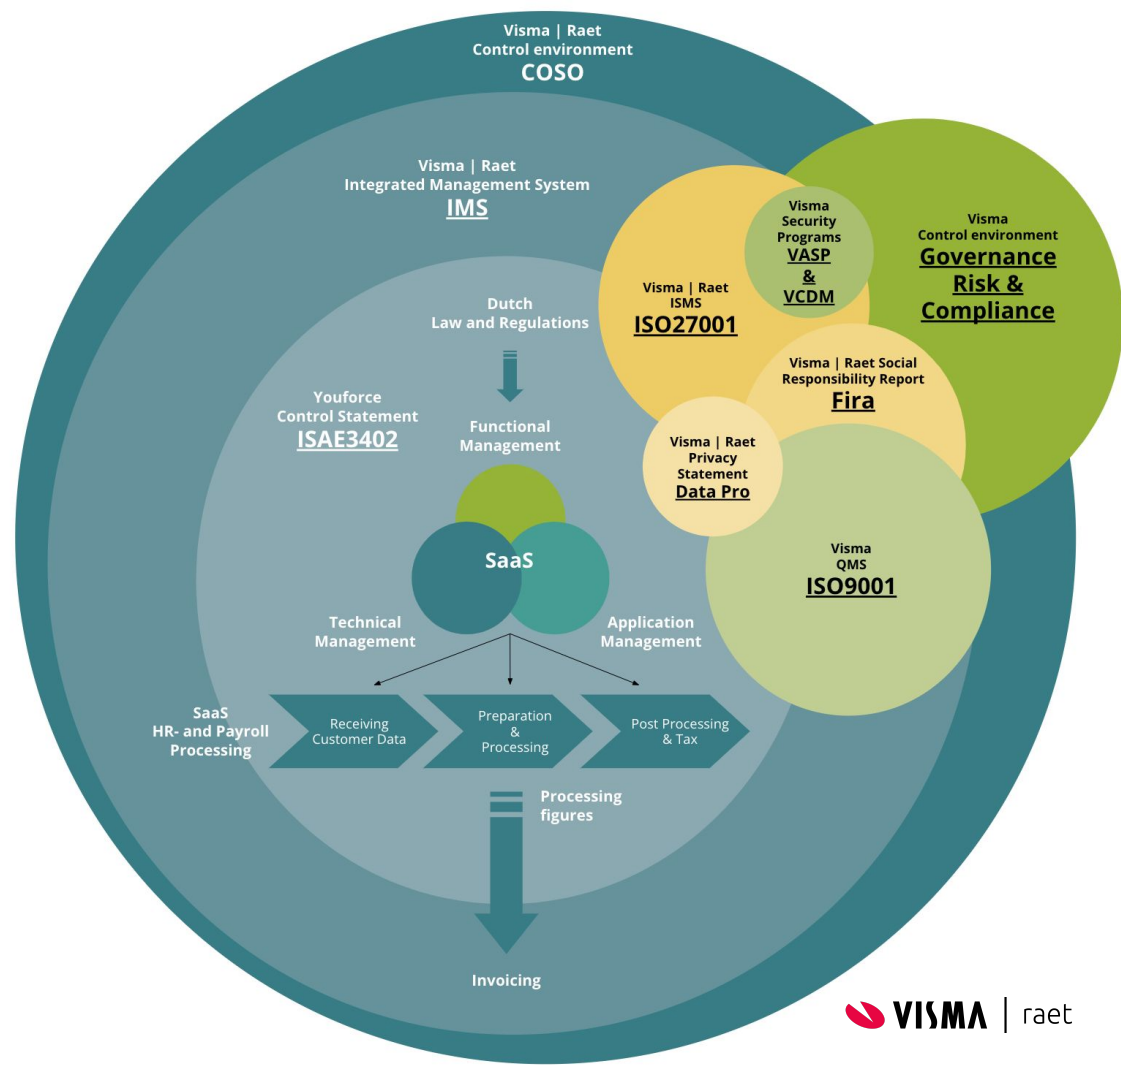 Visma | Raet
Control environment
COSO
Visma | Raet
Integrated Management System
IMS
Visma
Security
Programs
VASP
&
VCDM
Visma
Control environment
Governance
Risk &
Compliance
Visma | Raet
ISMS
ISO27001
Dutch
Law and Regulations
Visma | Raet Social
Responsibility Report
Fira
Youforce
Control Statement
ISAE3402
Functional
Management
Visma | Raet
Privacy
Statement
Data Pro
Visma
QMS
ISO9001
SaaS
Technical
Management
Application
Management
SaaS
HR- and Payroll
Processing
Receiving
Customer Data
Preparation
&
Processing
Post Processing
& Tax
Processing
figures
Invoicing
VISMA | raet